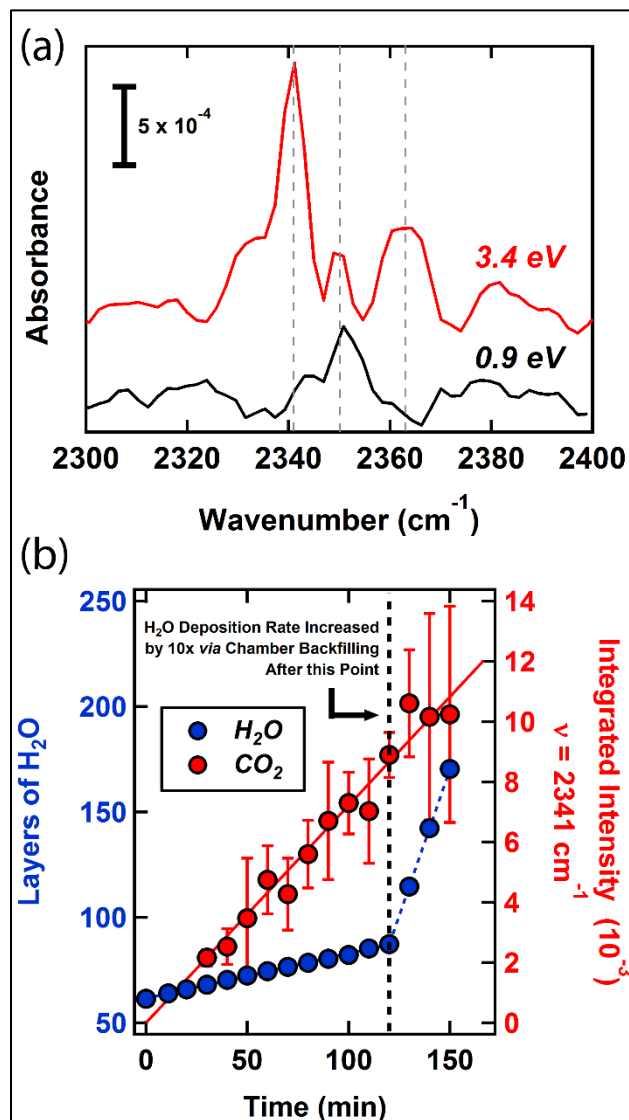 (a)
5 x 10⁻⁴
Absorbance
3.4 eV
0.9 eV
2300 2320 2340 2360 2380 2400
Wavenumber (cm⁻¹)
(b)
250
200
150
100
50
Layers of H₂O
H₂O Deposition Rate Increased
by 10x via Chamber Backfilling
After this Point
H₂O
CO₂
14
12
10
8
6
4
2
0
Integrated Intensity (10⁻³)
ν = 2341 cm⁻¹
0 50 100 150
Time (min)